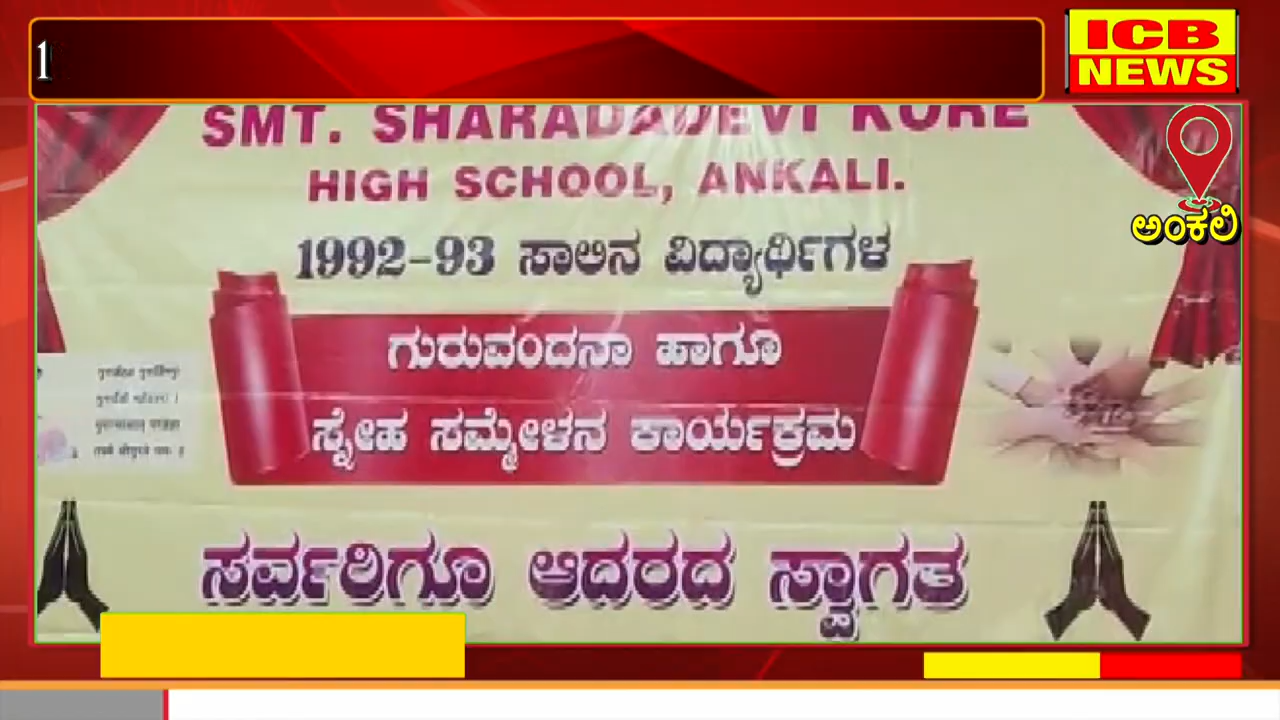 1
ICB
NEWS
SMT. SHARADADEVI KORE
HIGH SCHOOL, ANKALI.
ಅಂಕಲಿ
1992-93 ಸಾಲಿನ ವಿದ್ಯಾರ್ಥಿಗಳ
ಗುರುವಂದನಾ ಹಾಗೂ
ಸ್ನೇಹ ಸಮ್ಮೇಳನ ಕಾರ್ಯಕ್ರಮ
ಸರ್ವರಿಗೂ ಆದರದ ಸ್ವಾಗತ